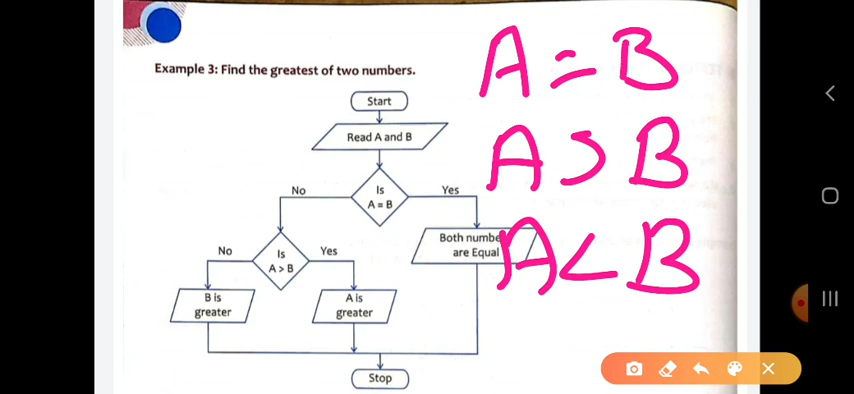 Example 3: Find the greatest of two numbers.
A = B
Start
Read A and B
A > B
No
Is
A = B
Yes
Both numbe
are Equal
A < B
No
Is
A > B
Yes
B is
greater
A is
greater
Stop